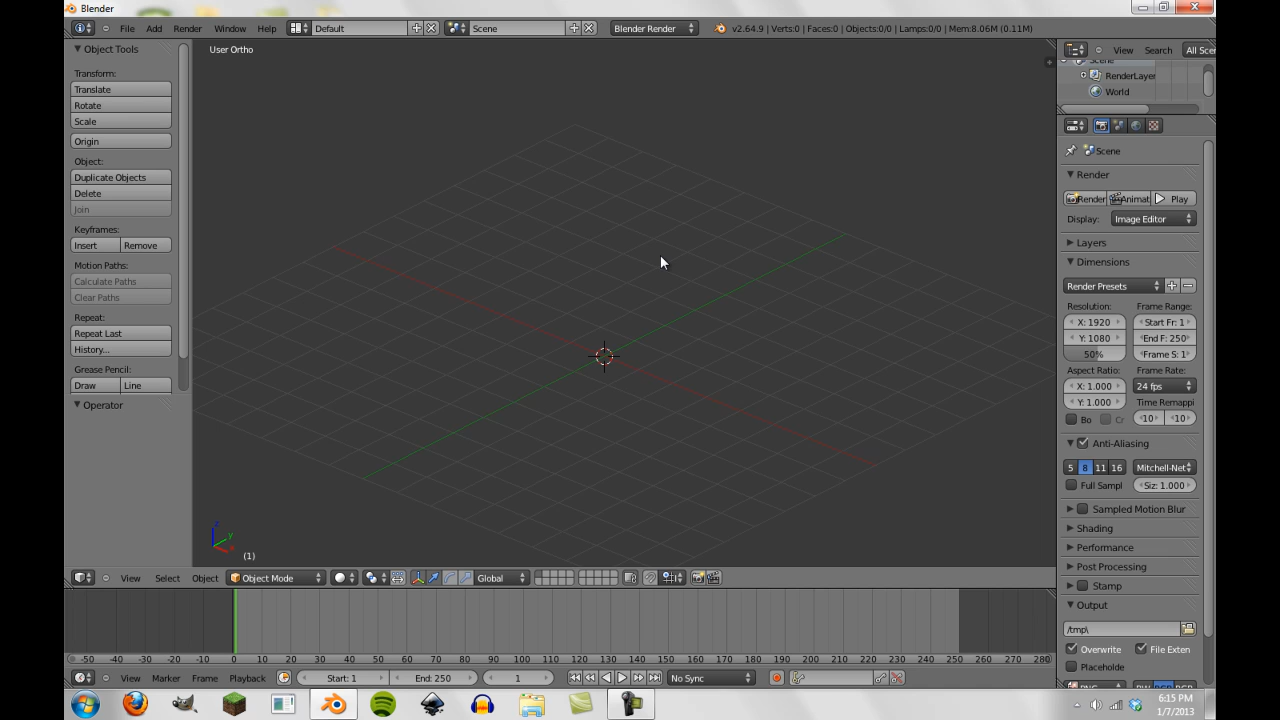 Blender
File Add Render Window Help Default Scene Blender Render v2.64.9 | Verts:0 | Faces:0 | Objects:0/0 | Lamps:0/0 | Mem:8.06M (0.11M)
Object Tools
User Ortho
View Search All Scer
Scene
RenderLayer
World
Transform:
Translate
Rotate
Scale
Origin
Object:
Duplicate Objects
Delete
Join
Keyframes:
Insert Remove
Motion Paths:
Calculate Paths
Clear Paths
Repeat:
Repeat Last
History...
Grease Pencil:
Draw Line
Operator
Scene
Render
Render Animat Play
Display: Image Editor
Layers
Dimensions
Render Presets
Resolution: Frame Range:
X: 1920 Start Fr: 1
Y: 1080 End F: 250
50% Frame S: 1
Aspect Ratio: Frame Rate:
X: 1.000 24 fps
Y: 1.000 Time Remappi
Bo Cr 10 10
Anti-Aliasing
5 8 11 16 Mitchell-Net
Full Sampl Siz: 1.000
Sampled Motion Blur
Shading
Performance
Post Processing
Stamp
Output
/tmp\
Overwrite File Exten
Placeholde
PNG BW RGB RGB
z
y
x
(1)
View Select Object Object Mode Global
-50 -40 -30 -20 -10 0 10 20 30 40 50 60 70 80 90 100 110 120 130 140 150 160 170 180 190 200 210 220 230 240 250 260 270 280
View Marker Frame Playback Start: 1 End: 250 1 No Sync
6:15 PM
1/7/2013